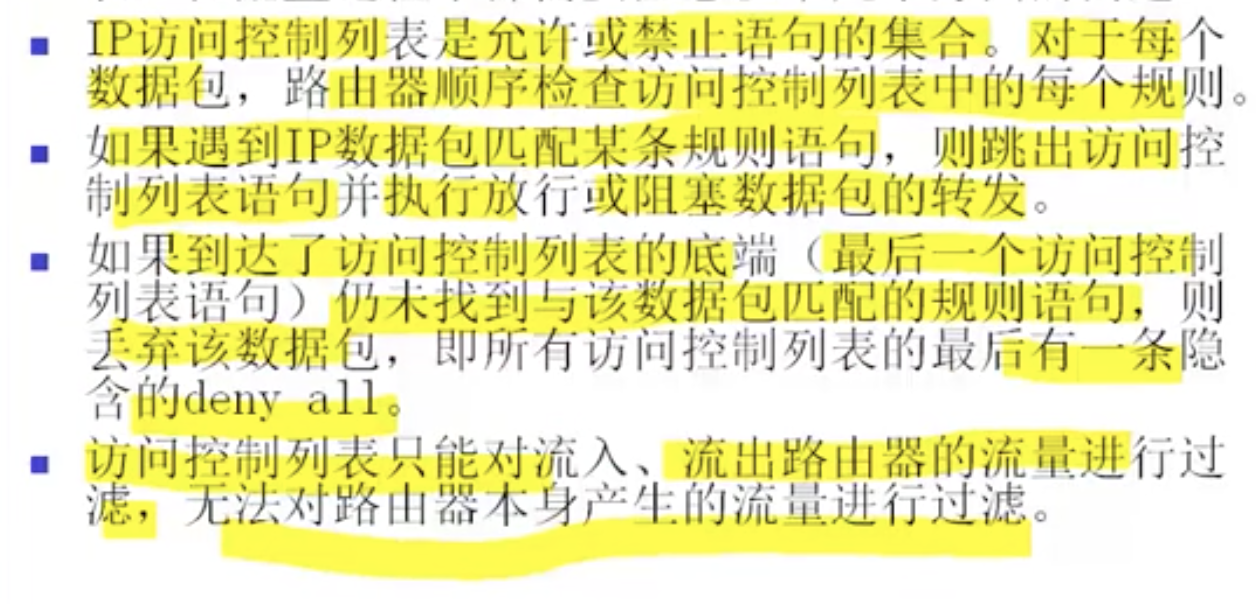 IP访问控制列表是允许或禁止语句的集合。对于每个
数据包，路由器顺序检查访问控制列表中的每个规则。
如果遇到IP数据包匹配某条规则语句，则跳出访问控
制列表语句并执行放行或阻塞数据包的转发。
如果到达了访问控制列表的底端（最后一个访问控制
列表语句）仍未找到与该数据包匹配的规则语句，则
丢弃该数据包，即所有访问控制列表的最后有一条隐
含的deny all。
访问控制列表只能对流入、流出路由器的流量进行过
滤，无法对路由器本身产生的流量进行过滤。